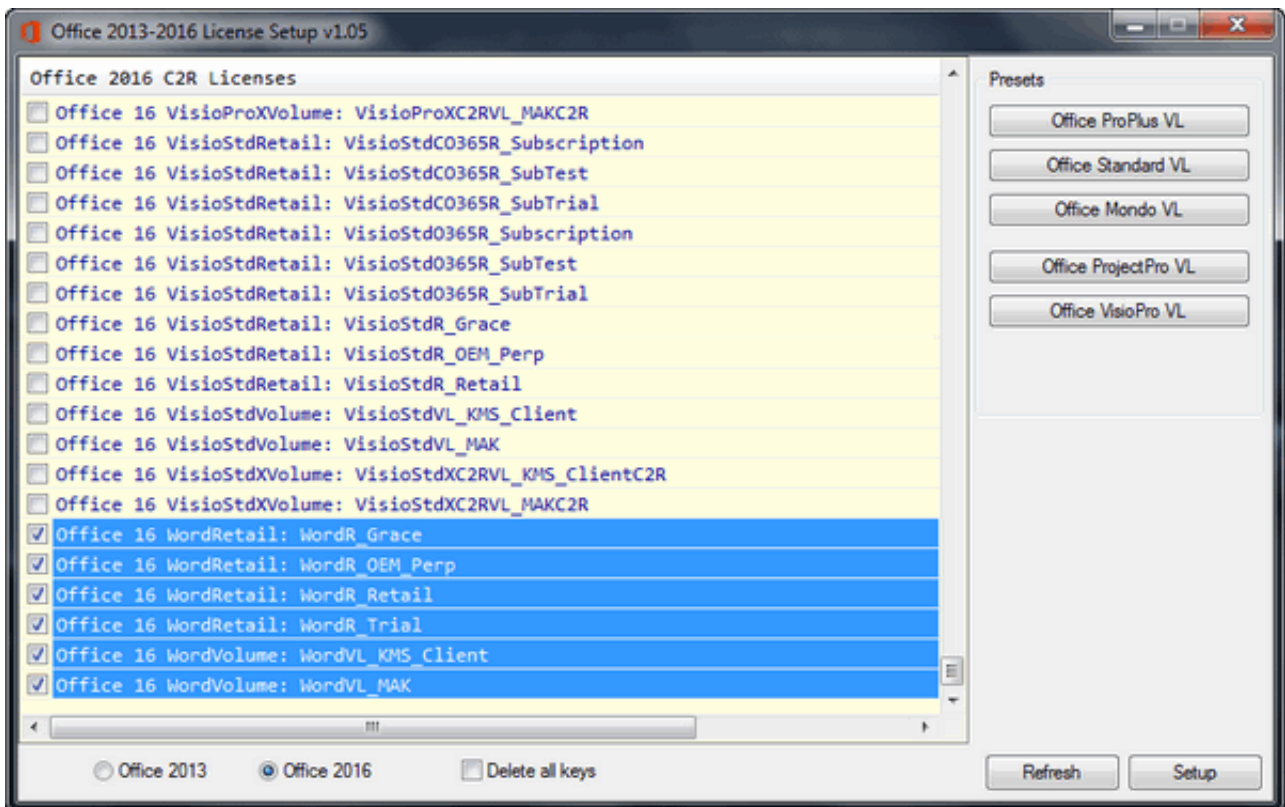 Office 2013-2016 License Setup v1.05
Office 2016 C2R Licenses
Office 16 VisioProXVolume: VisioProXC2RVL_MAKC2R
Office 16 VisioStdRetail: VisioStdCO365R_Subscription
Office 16 VisioStdRetail: VisioStdCO365R_SubTest
Office 16 VisioStdRetail: VisioStdCO365R_SubTrial
Office 16 VisioStdRetail: VisioStdO365R_Subscription
Office 16 VisioStdRetail: VisioStdO365R_SubTest
Office 16 VisioStdRetail: VisioStdO365R_SubTrial
Office 16 VisioStdRetail: VisioStdR_Grace
Office 16 VisioStdRetail: VisioStdR_OEM_Perp
Office 16 VisioStdRetail: VisioStdR_Retail
Office 16 VisioStdVolume: VisioStdVL_KMS_Client
Office 16 VisioStdVolume: VisioStdVL_MAK
Office 16 VisioStdXVolume: VisioStdXC2RVL_KMS_ClientC2R
Office 16 VisioStdXVolume: VisioStdXC2RVL_MAKC2R
Office 16 WordRetail: WordR_Grace
Office 16 WordRetail: WordR_OEM_Perp
Office 16 WordRetail: WordR_Retail
Office 16 WordRetail: WordR_Trial
Office 16 WordVolume: WordVL_KMS_Client
Office 16 WordVolume: WordVL_MAK
Presets
Office ProPlus VL
Office Standard VL
Office Mondo VL
Office ProjectPro VL
Office VisioPro VL
Office 2013
Office 2016
Delete all keys
Refresh
Setup